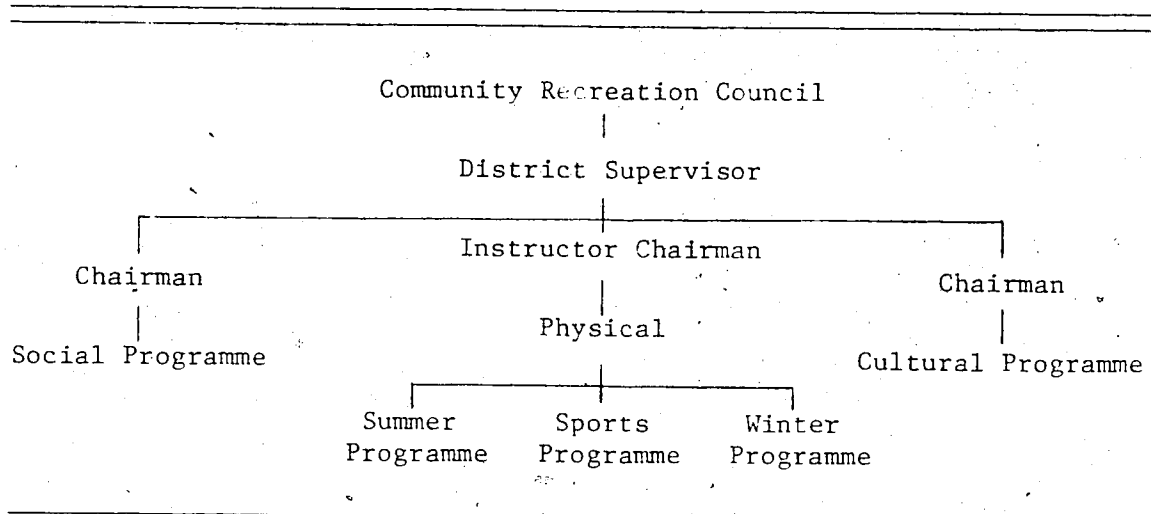 Community Recreation Council
District Supervisor
Instructor Chairman
Chairman
Chairman
Physical
Social Programme
Cultural Programme
Summer
Programme
Sports
Programme
Winter
Programme